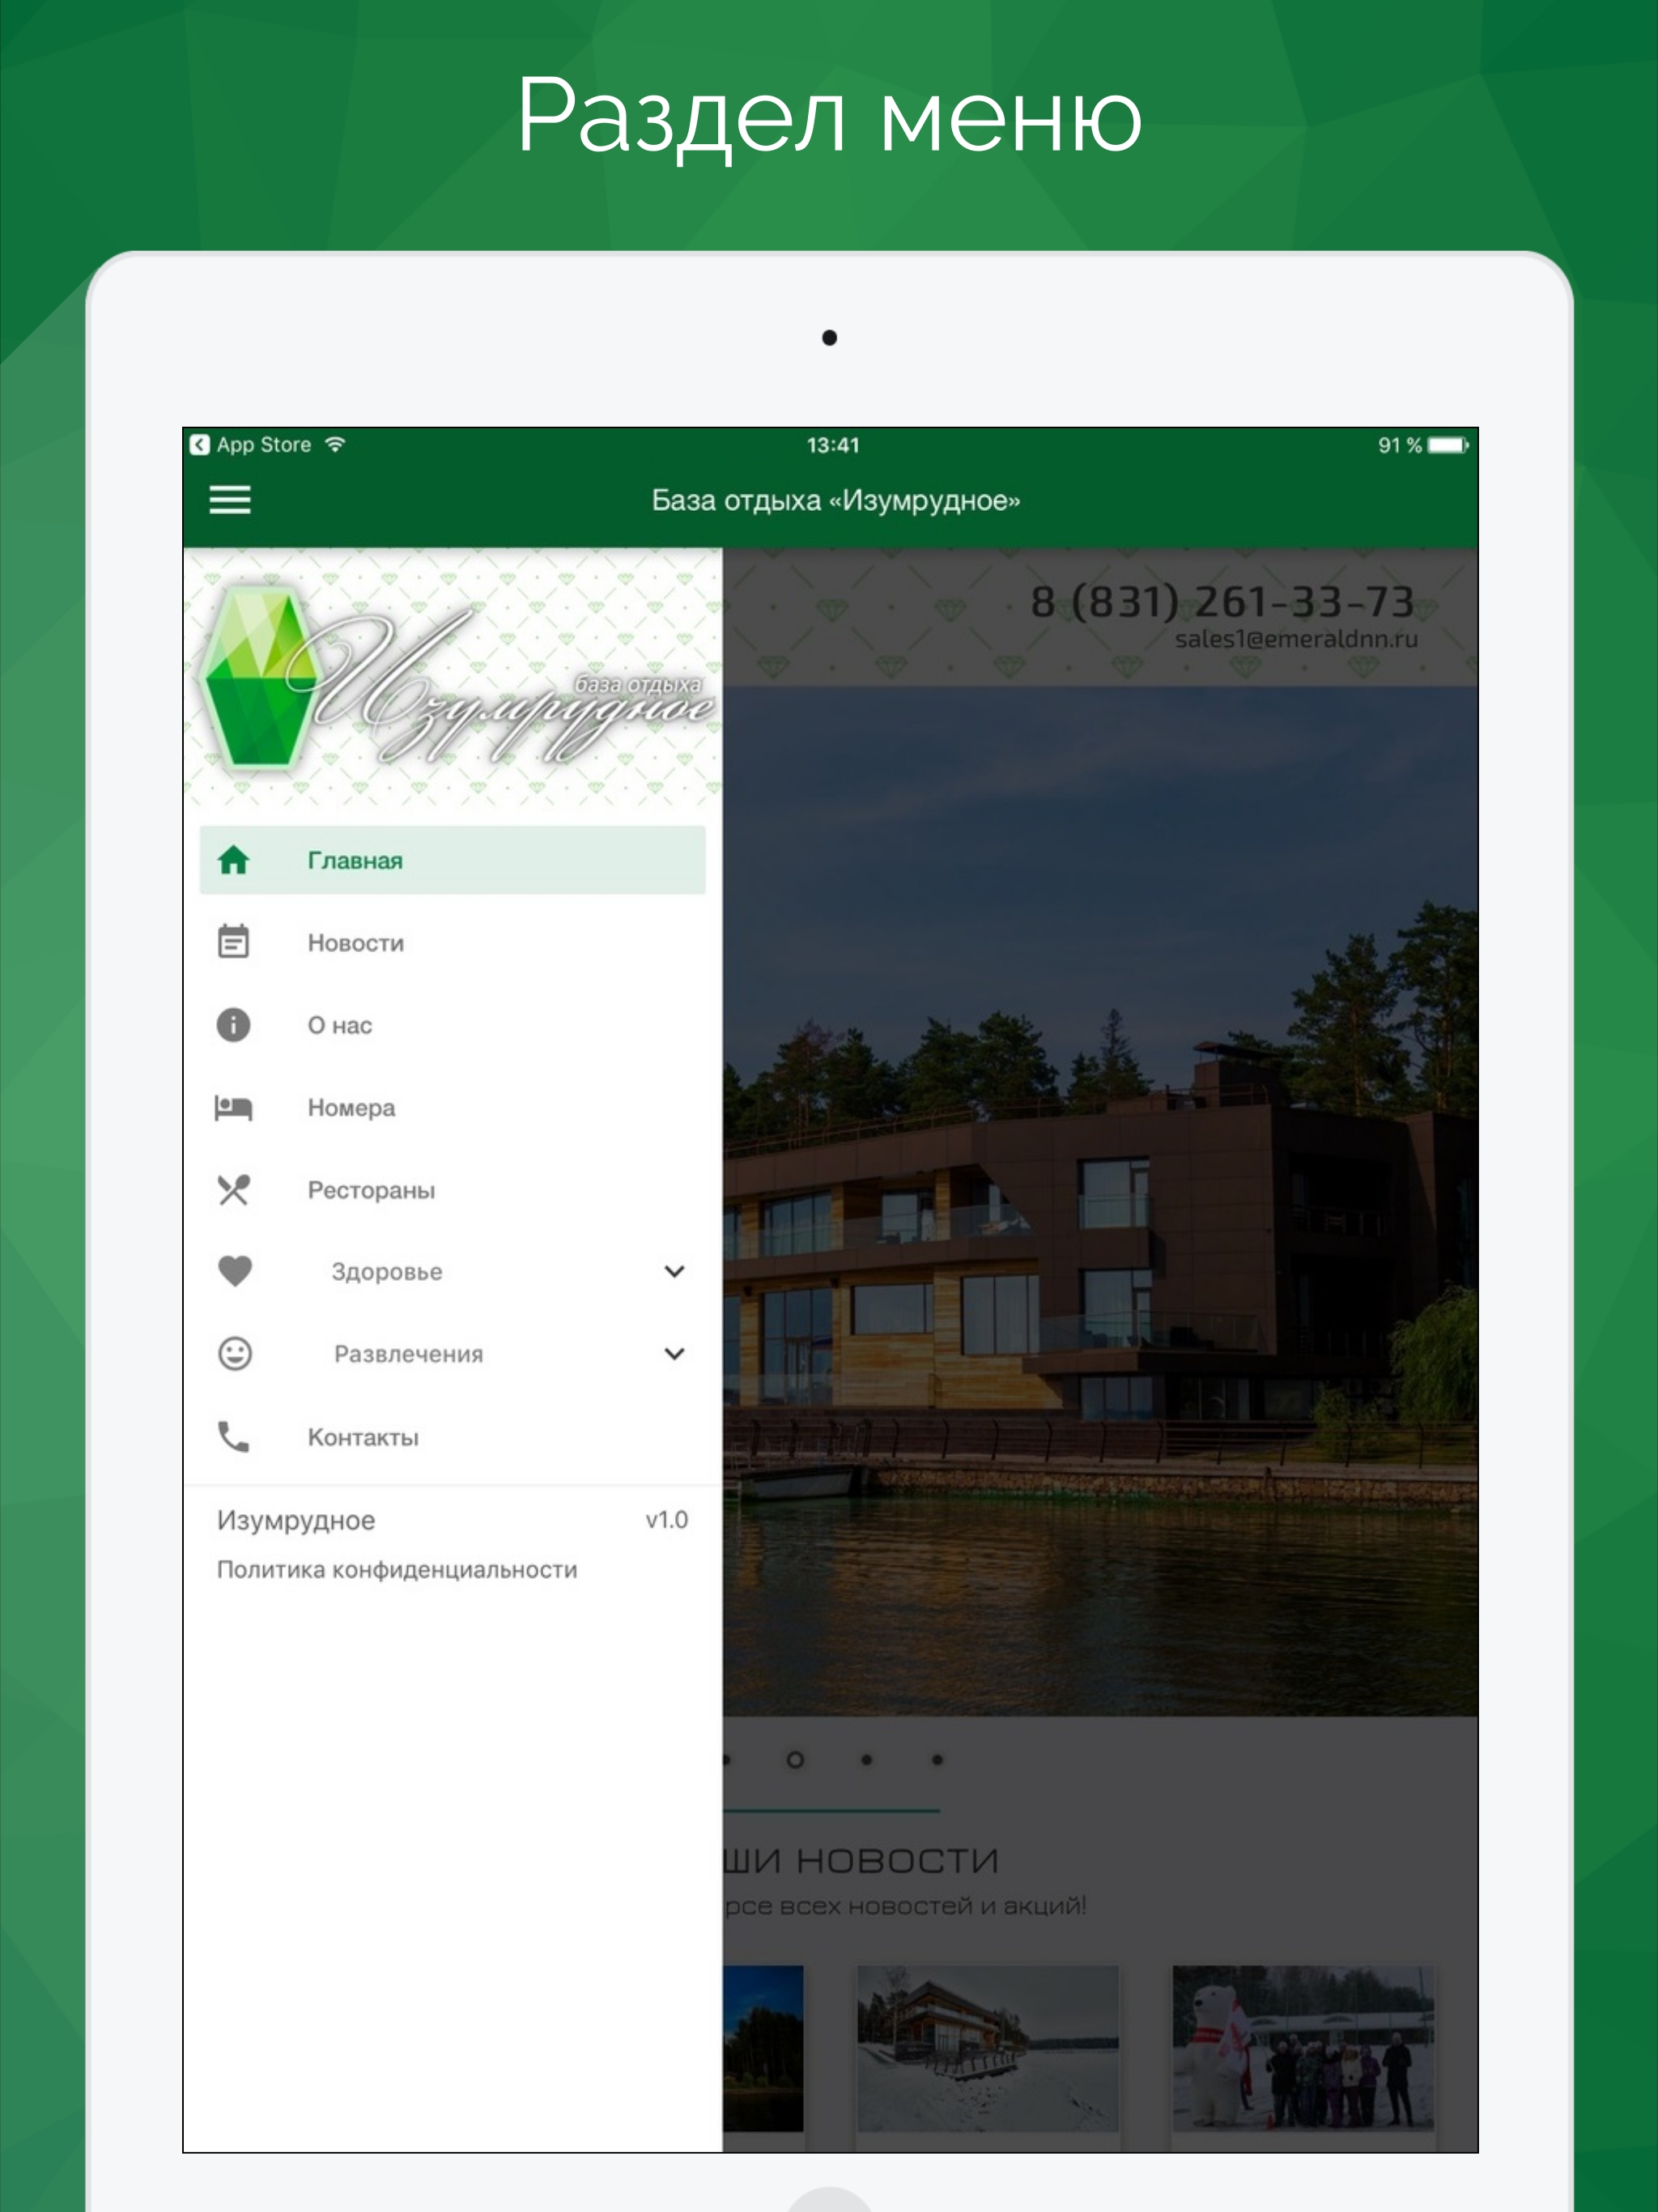 Раздел меню
App Store 13:41 91 %
База отдыха «Изумрудное»
база отдыха
Изумрудное
8 (831) 261-33-73
sales1@emeraldnn.ru
Главная
Новости
О нас
Номера
Рестораны
Здоровье
Развлечения
Контакты
Изумрудное v1.0
Политика конфиденциальности
ШИ НОВОСТИ
рсе всех новостей и акций!